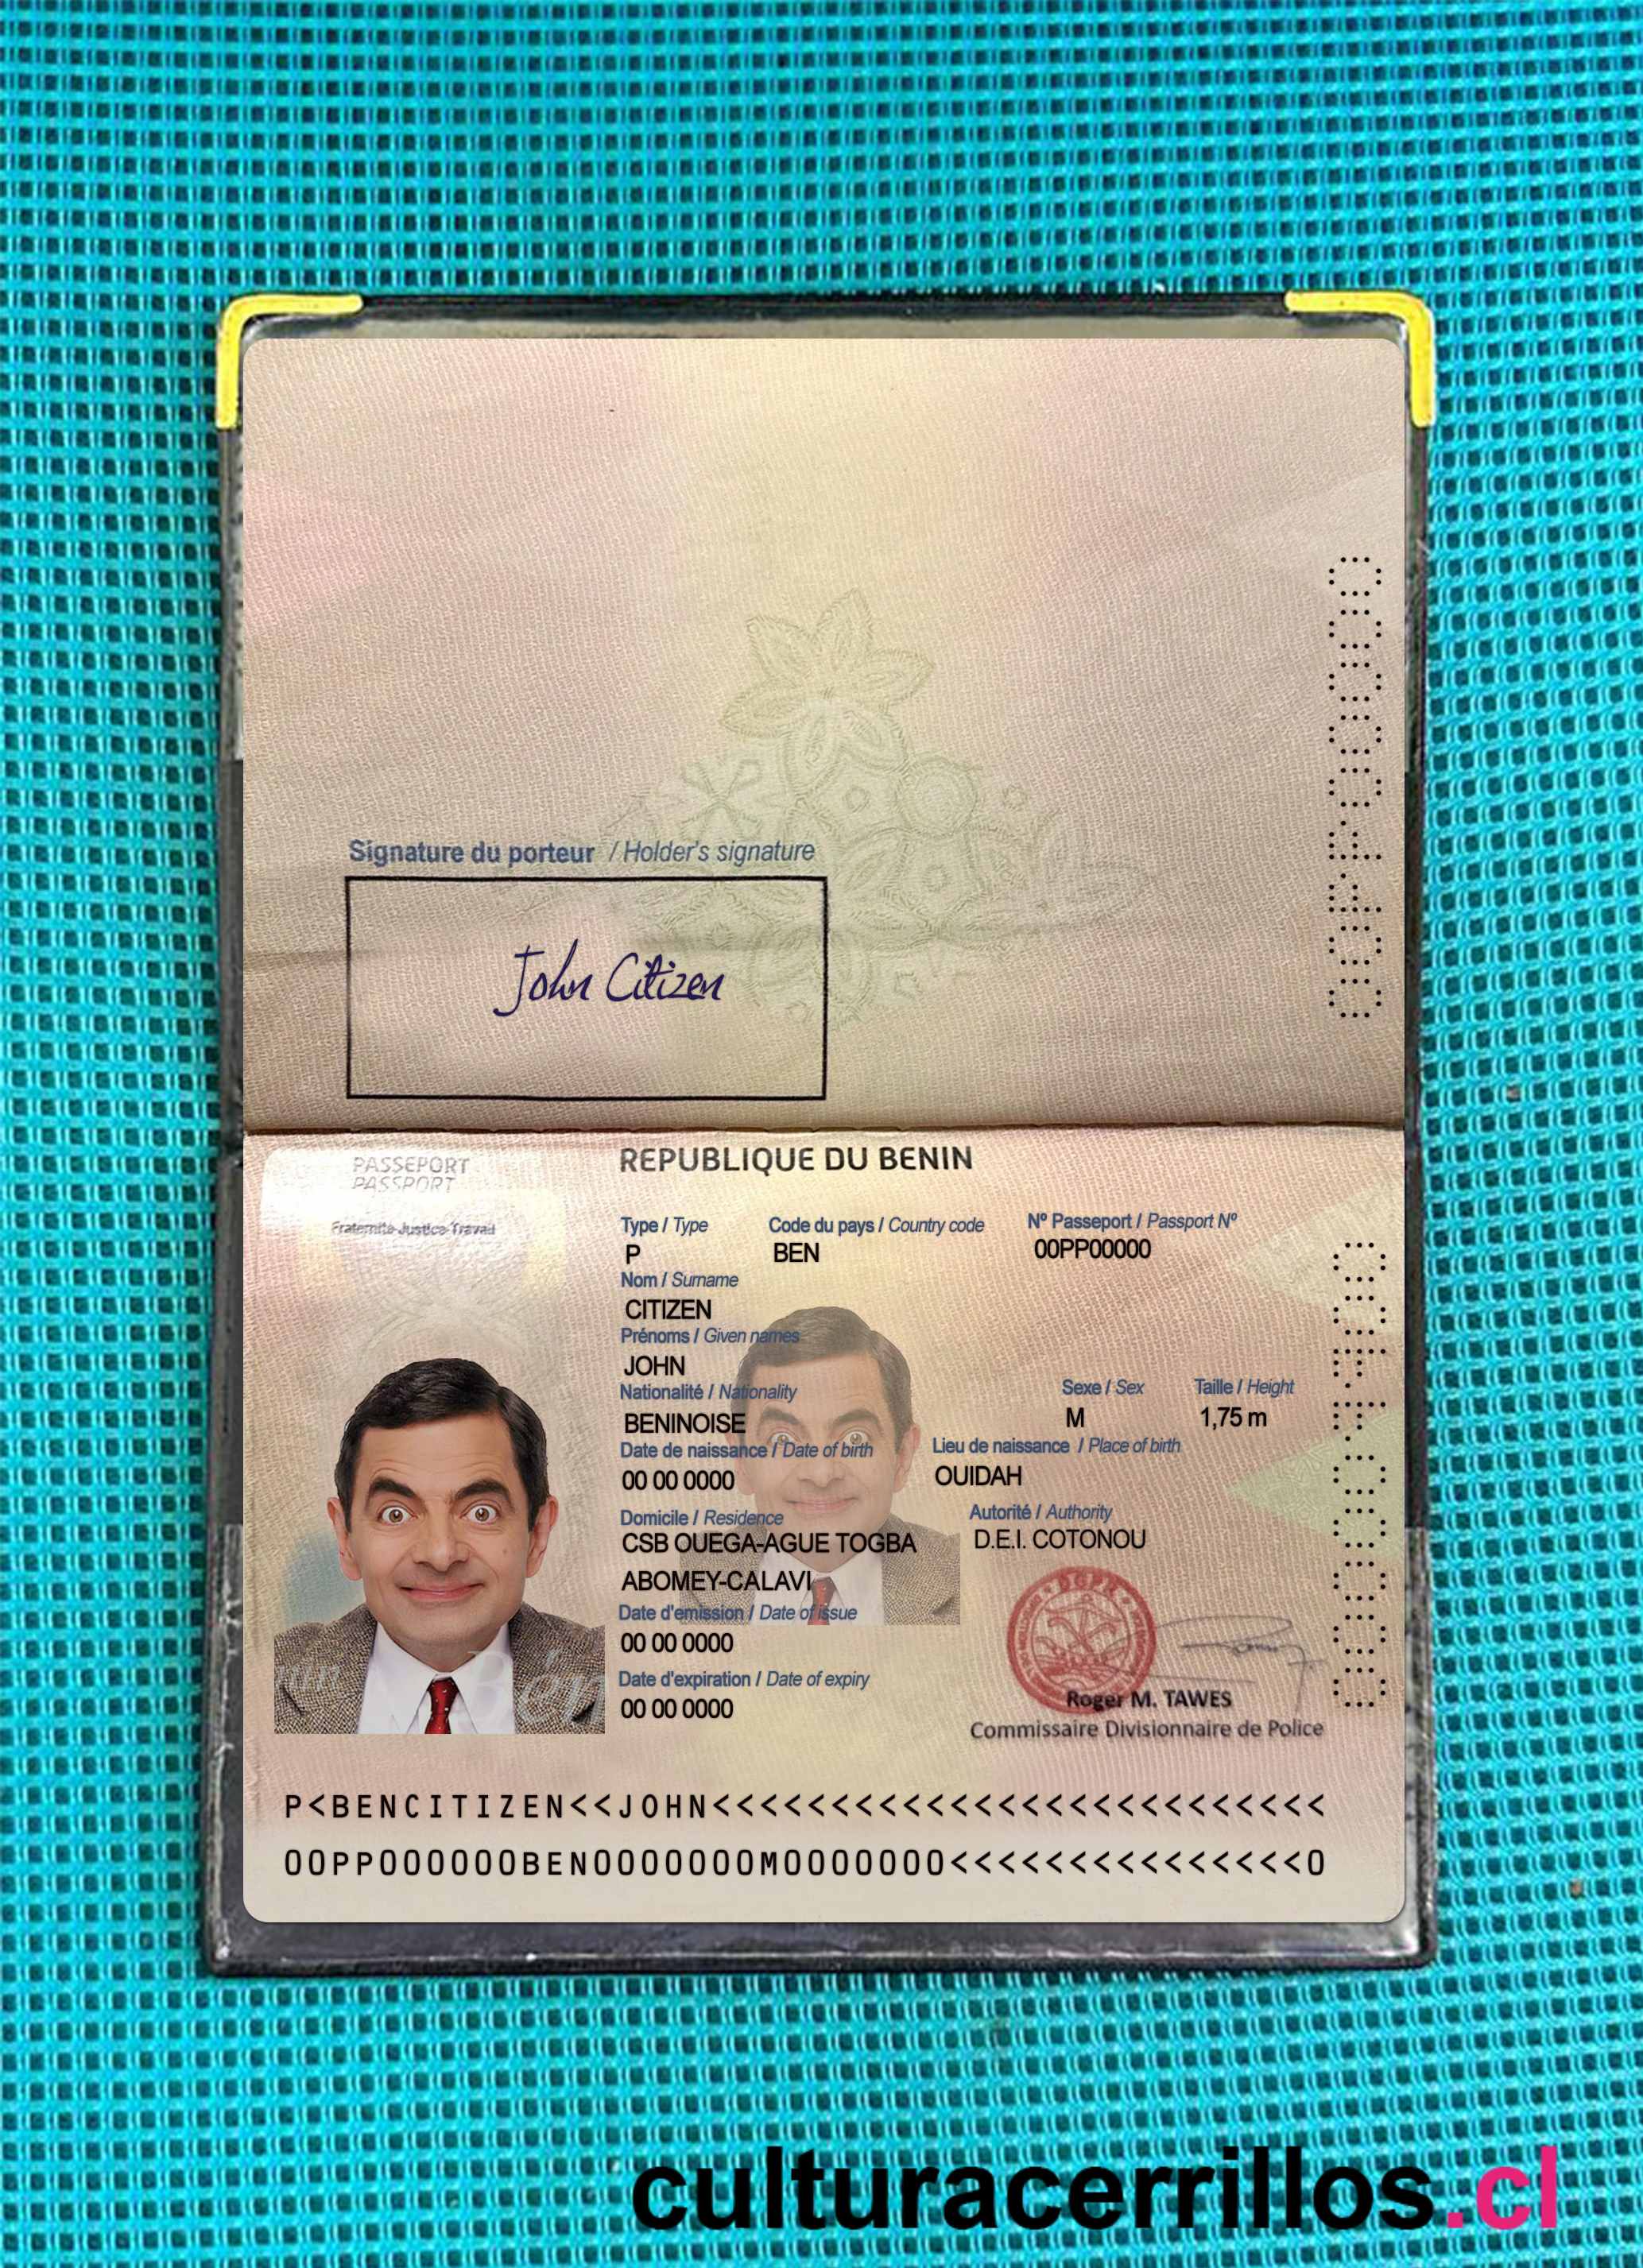 Signature du porteur / Holder's signature
John Citizen
PASSEPORT
PASSPORT
REPUBLIQUE DU BENIN
Fraternité-Justice-Travail
Type / Type Code du pays / Country code Nº Passeport / Passport Nº
P BEN 00PP00000
Nom / Surname
CITIZEN
Prénoms / Given names
JOHN
Nationalité / Nationality Sexe / Sex Taille / Height
BENINOISE M 1,75 m
Date de naissance / Date of birth Lieu de naissance / Place of birth
00 00 0000 OUIDAH
Domicile / Residence Autorité / Authority
CSB OUEGA-AGUE TOGBA D.E.I. COTONOU
ABOMEY-CALAVI
Date d'emission / Date of issue
00 00 0000
Date d'expiration / Date of expiry
00 00 0000
Roger M. TAWES
Commissaire Divisionnaire de Police
P<BENCITIZEN<<JOHN<<<<<<<<<<<<<<<<<<<<<<<<<<
00PP000000BEN0000000M0000000<<<<<<<<<<<<<<<0
culturacerrillos.cl